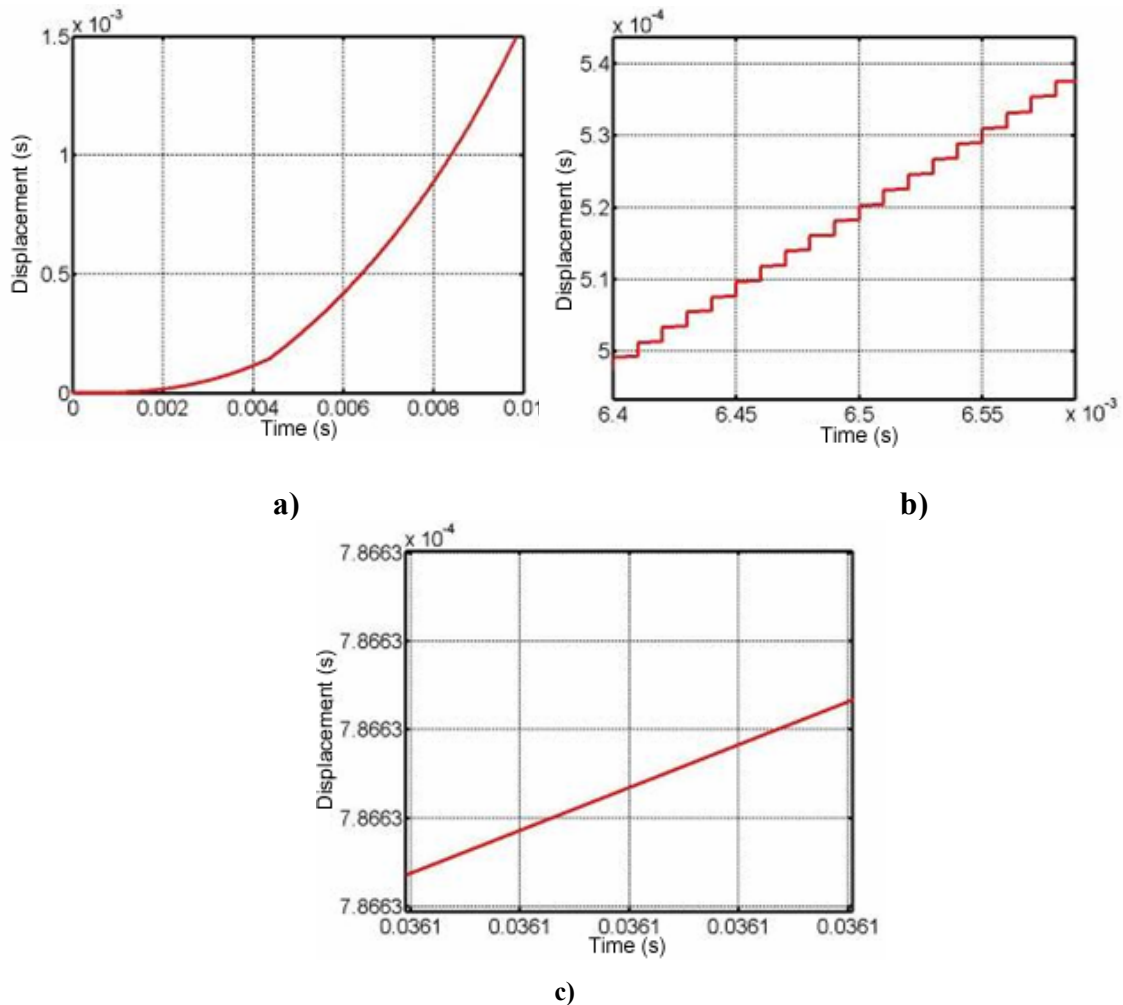 x 10-3
1.5
1
0.5
0
Displacement (s)
0 0.002 0.004 0.006 0.008 0.01
Time (s)
a)
x 10-4
5.4
5.3
5.2
5.1
5
Displacement (s)
6.4 6.45 6.5 6.55 x 10-3
Time (s)
b)
x 10-4
7.8663
7.8663
7.8663
7.8663
7.8663
Displacement (s)
0.0361 0.0361 0.0361 0.0361 0.0361
Time (s)
c)